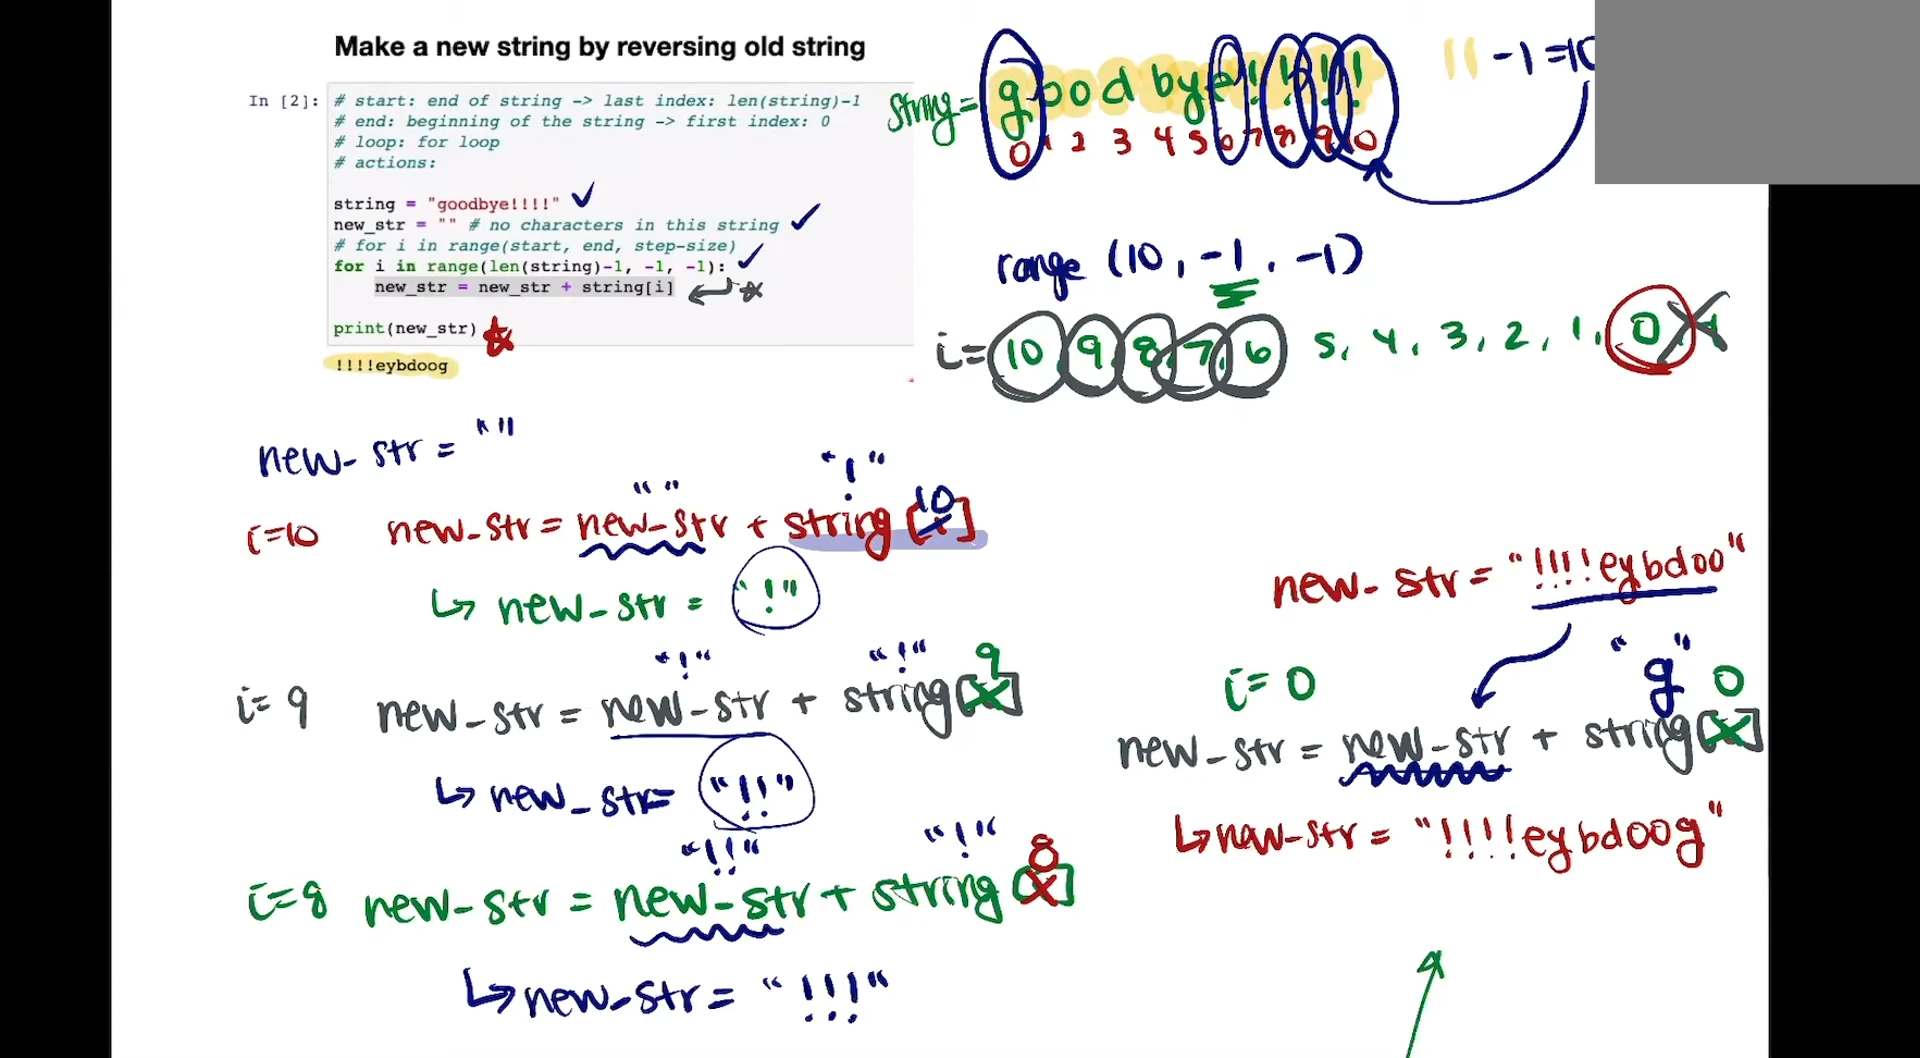 Make a new string by reversing old string
In [2]:
# start: end of string -> last index: len(string)-1
# end: beginning of the string -> first index: 0
# loop: for loop
# actions:
string = "goodbye!!!!"
new_str = "" # no characters in this string
# for i in range(start, end, step-size)
for i in range(len(string)-1, -1, -1):
new_str = new_str + string[i]
print(new_str)
!!!!eybdoog
string = goodbye!!!!
0 1 2 3 4 5 6 7 8 9 10
11 -1=10
range (10, -1, -1)
i= 10, 9, 8, 7, 6 5, 4, 3, 2, 1, 0
new_str = ""
"" "!" 10
i=10 new_str = new_str + string[ ]
↳ new_str = "!"
"!" "!" 9
i=9 new_str = new_str + string[ ]
↳ new_str= "!!"
"!!" "!" 8
i=8 new_str = new_str + string[ ]
↳ new_str = "!!!"
new_str = "!!!!eybdoo"
i=0 "g" 0
new_str = new_str + string[ ]
↳ new_str = "!!!!eybdoog"